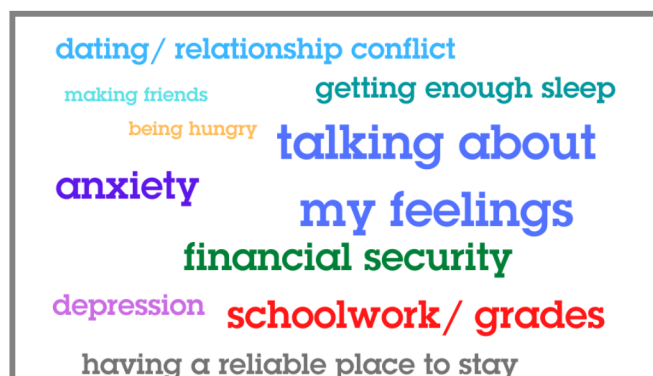 dating/ relationship conflict
making friends
getting enough sleep
being hungry
talking about
my feelings
anxiety
financial security
depression
schoolwork/ grades
having a reliable place to stay